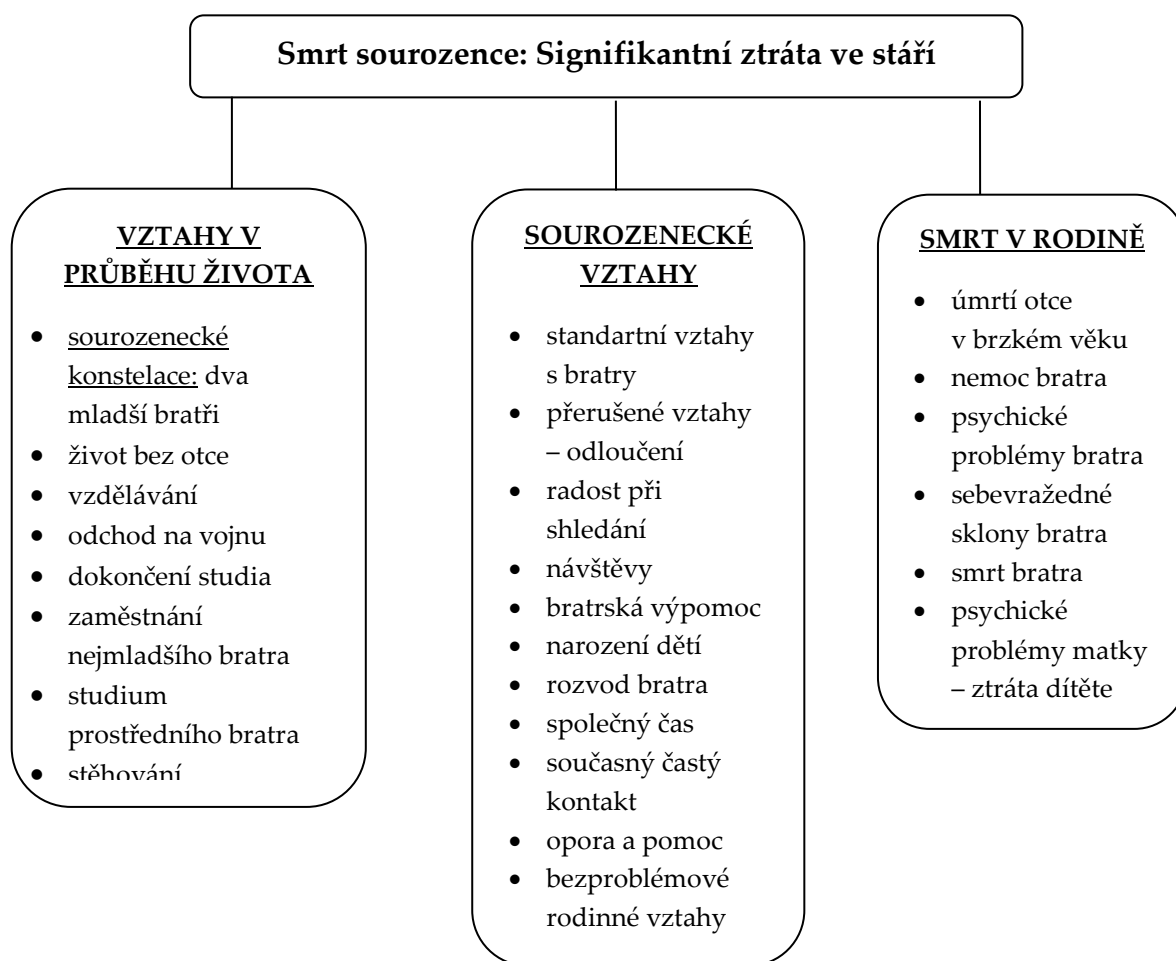 Smrt sourozence: Signifikantní ztráta ve stáří
VZTAHY V
PRŮBĚHU ŽIVOTA
• sourozenecké
konstelace: dva
mladší bratři
• život bez otce
• vzdělávání
• odchod na vojnu
• dokončení studia
• zaměstnání
nejmladšího bratra
• studium
prostředního bratra
• stěhování
SOUROZENECKÉ
VZTAHY
• standartní vztahy
s bratry
• přerušené vztahy
– odloučení
• radost při
shledání
• návštěvy
• bratrská výpomoc
• narození dětí
• rozvod bratra
• společný čas
• současný častý
kontakt
• opora a pomoc
• bezproblémové
rodinné vztahy
SMRT V RODINĚ
• úmrtí otce
v brzkém věku
• nemoc bratra
• psychické
problémy bratra
• sebevražedné
sklony bratra
• smrt bratra
• psychické
problémy matky
– ztráta dítěte